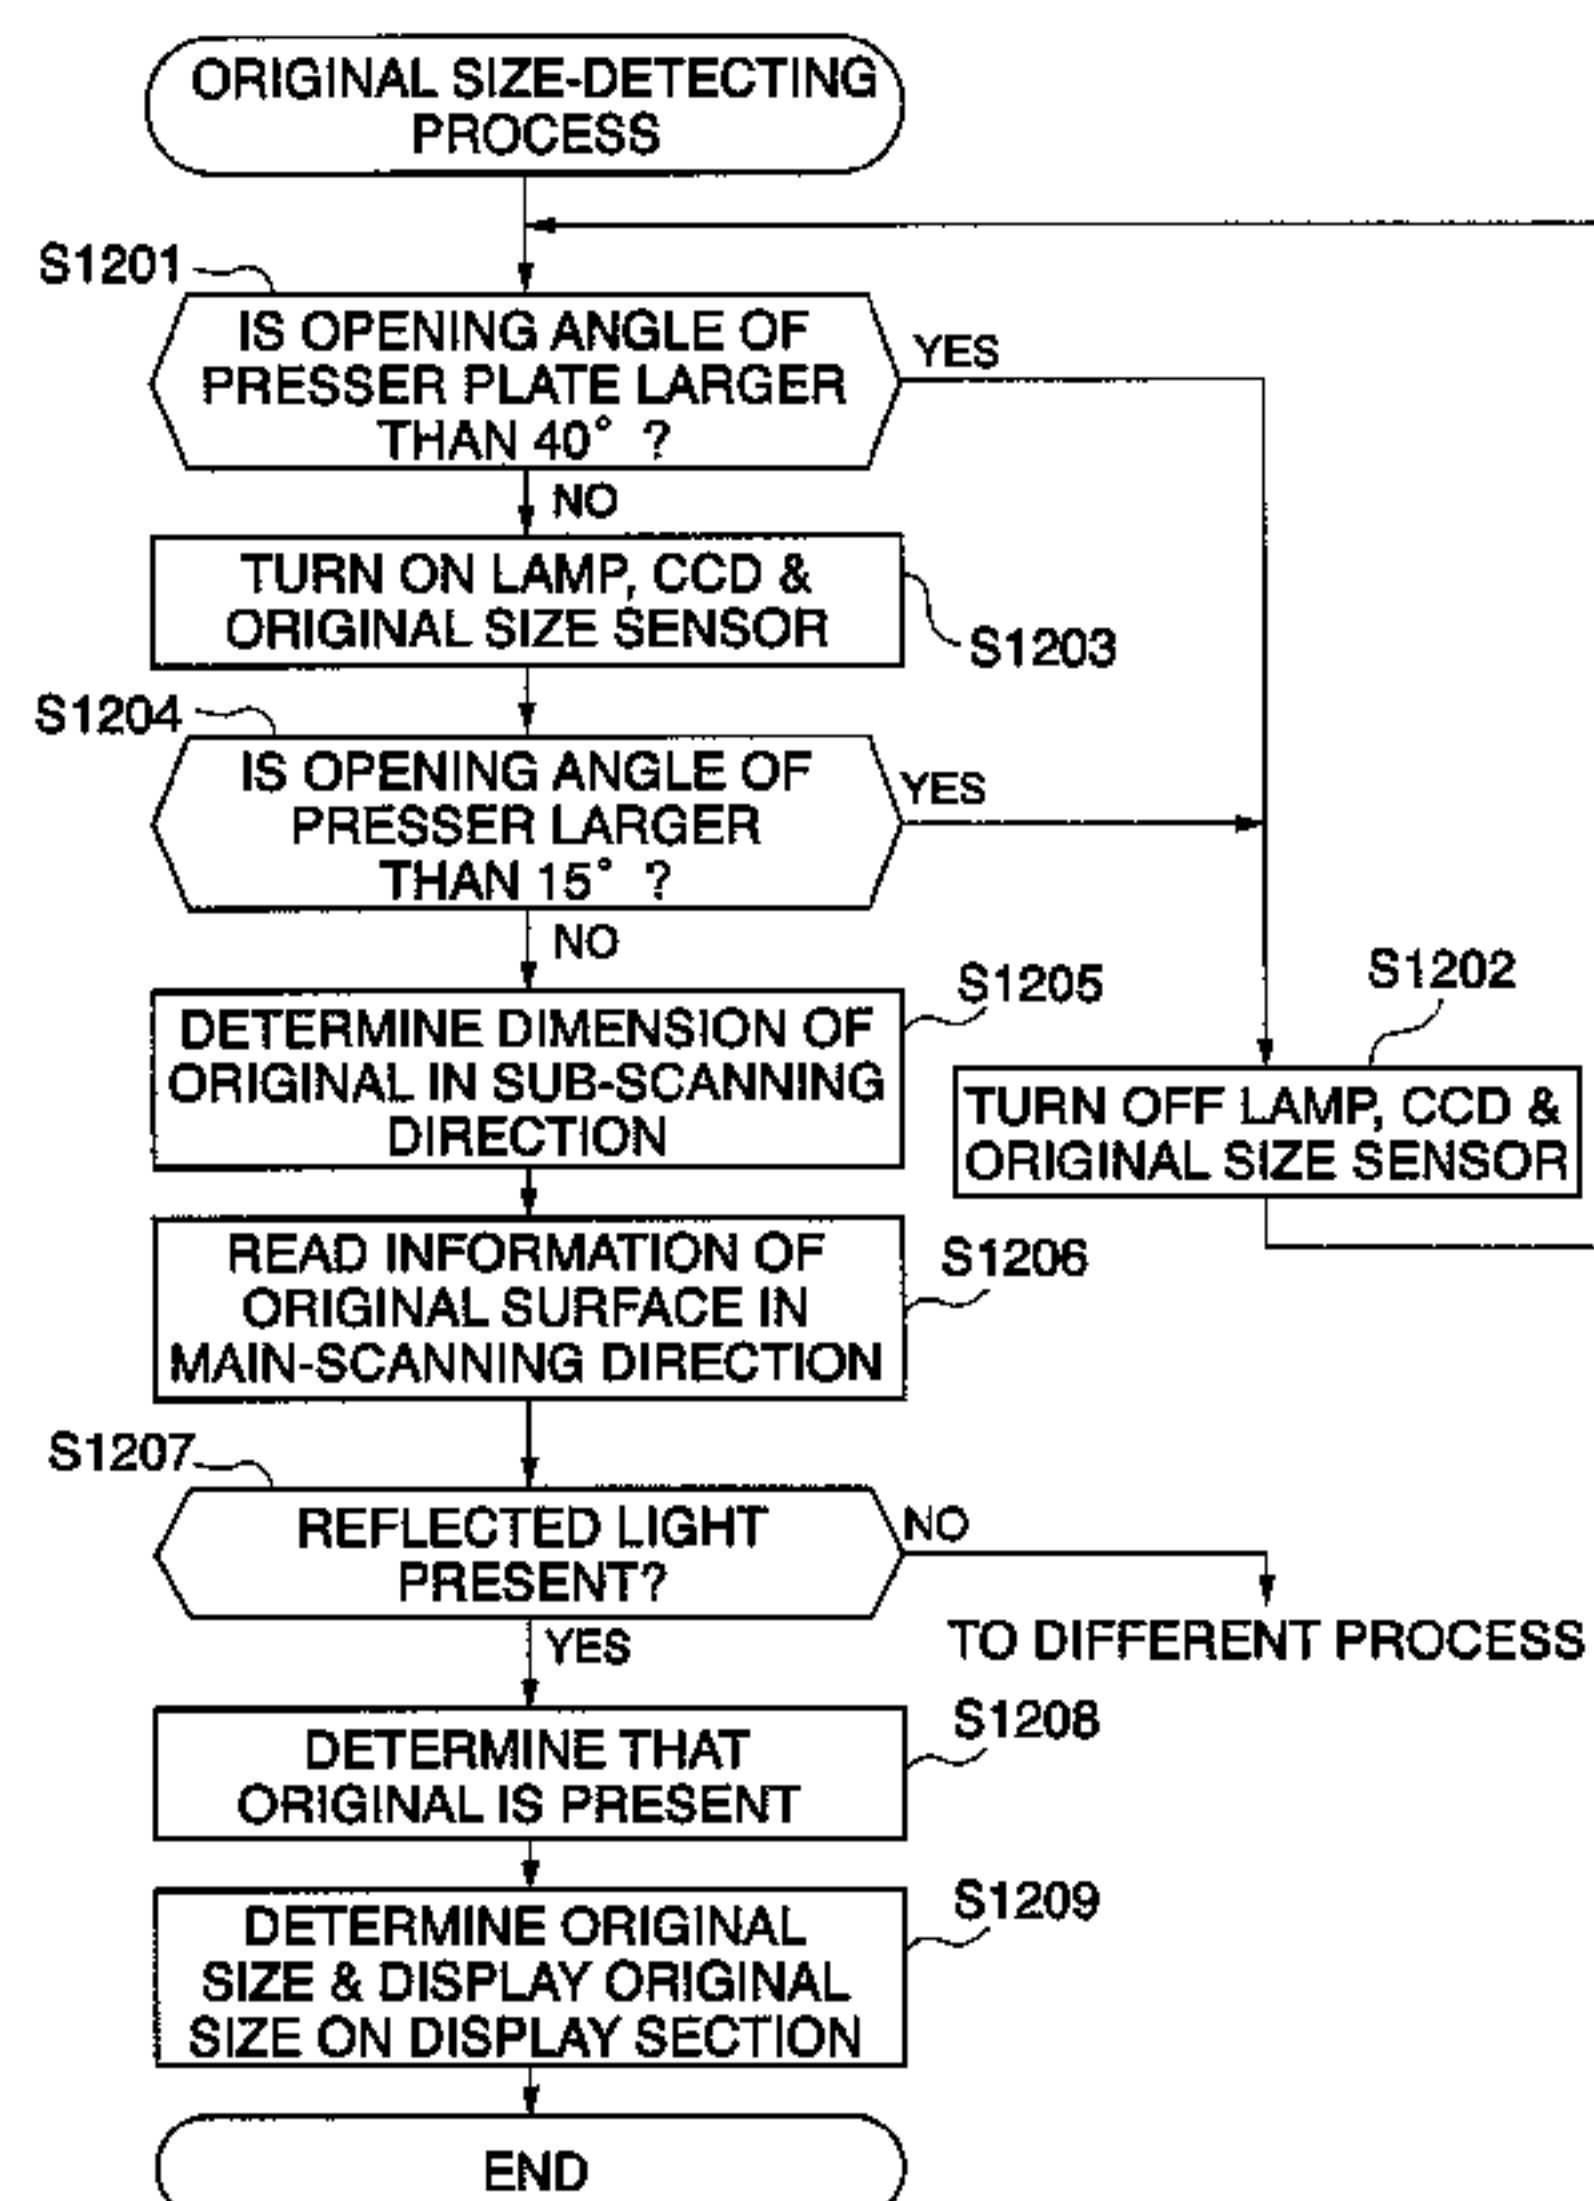 ORIGINAL SIZE-DETECTING
PROCESS
S1201
IS OPENING ANGLE OF
PRESSER PLATE LARGER
THAN 40° ?
YES
NO
TURN ON LAMP, CCD &
ORIGINAL SIZE SENSOR
S1203
S1204
IS OPENING ANGLE OF
PRESSER LARGER
THAN 15° ?
YES
NO
S1205
DETERMINE DIMENSION OF
ORIGINAL IN SUB-SCANNING
DIRECTION
S1202
TURN OFF LAMP, CCD &
ORIGINAL SIZE SENSOR
S1206
READ INFORMATION OF
ORIGINAL SURFACE IN
MAIN-SCANNING DIRECTION
S1207
REFLECTED LIGHT
PRESENT?
NO
TO DIFFERENT PROCESS
YES
S1208
DETERMINE THAT
ORIGINAL IS PRESENT
S1209
DETERMINE ORIGINAL
SIZE & DISPLAY ORIGINAL
SIZE ON DISPLAY SECTION
END